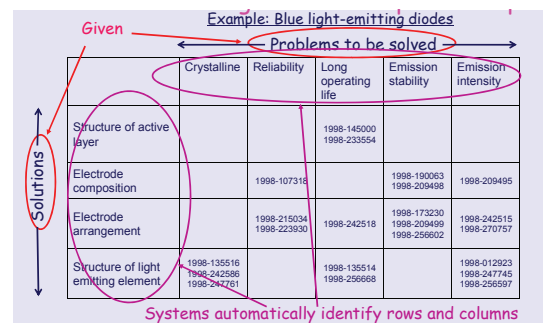 Example: Blue light-emitting diodes
Given
Problems to be solved
Crystalline Reliability Long operating life Emission stability Emission intensity
Solutions
Structure of active layer 1998-145000 1998-233554
Electrode composition 1998-107318 1998-190063 1998-209498 1998-209495
Electrode arrangement 1998-215034 1998-223930 1998-242518 1998-173230 1998-209499 1998-256602 1998-242515 1998-270757
Structure of light emitting element 1998-135516 1998-242586 1998-247761 1998-135514 1998-256668 1998-012923 1998-247745 1998-256597
Systems automatically identify rows and columns